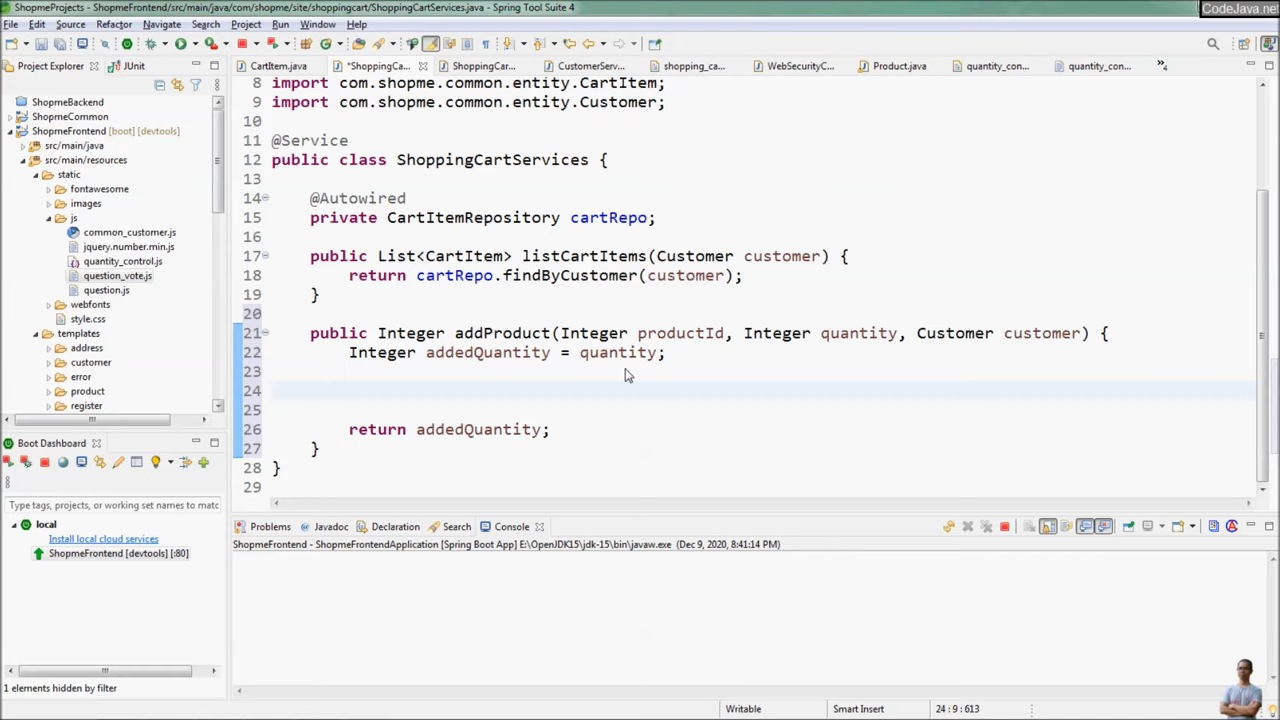 ShopmeProjects - ShopmeFrontend/src/main/java/com/shopme/site/shoppingcart/ShoppingCartServices.java - Spring Tool Suite 4
CodeJava.net
File Edit Source Refactor Navigate Search Project Run Window Help
Project Explorer
JUnit
CartItem.java
*ShoppingCa...
ShoppingCar...
CustomerServ...
shopping_ca...
WebSecurityC...
Product.java
quantity_con...
quantity_con...
ShopmeBackend
ShopmeCommon
ShopmeFrontend [boot] [devtools]
src/main/java
src/main/resources
static
fontawesome
images
js
common_customer.js
jquery.number.min.js
quantity_control.js
question_vote.js
question.js
webfonts
style.css
templates
address
customer
error
product
register
8 import com.shopme.common.entity.CartItem;
9 import com.shopme.common.entity.Customer;
10
11 @Service
12 public class ShoppingCartServices {
13
14 @Autowired
15 private CartItemRepository cartRepo;
16
17 public List<CartItem> listCartItems(Customer customer) {
18 return cartRepo.findByCustomer(customer);
19 }
20
21 public Integer addProduct(Integer productId, Integer quantity, Customer customer) {
22 Integer addedQuantity = quantity;
23
24
25
26 return addedQuantity;
27 }
28 }
29
Boot Dashboard
Type tags, projects, or working set names to matc
local
Install local cloud services
ShopmeFrontend [devtools] [:80]
1 elements hidden by filter
Problems
Javadoc
Declaration
Search
Console
ShopmeFrontend - ShopmeFrontendApplication [Spring Boot App] E:\OpenJDK15\jdk-15\bin\javaw.exe (Dec 9, 2020, 8:41:14 PM)
Writable
Smart Insert
24 : 9 : 613